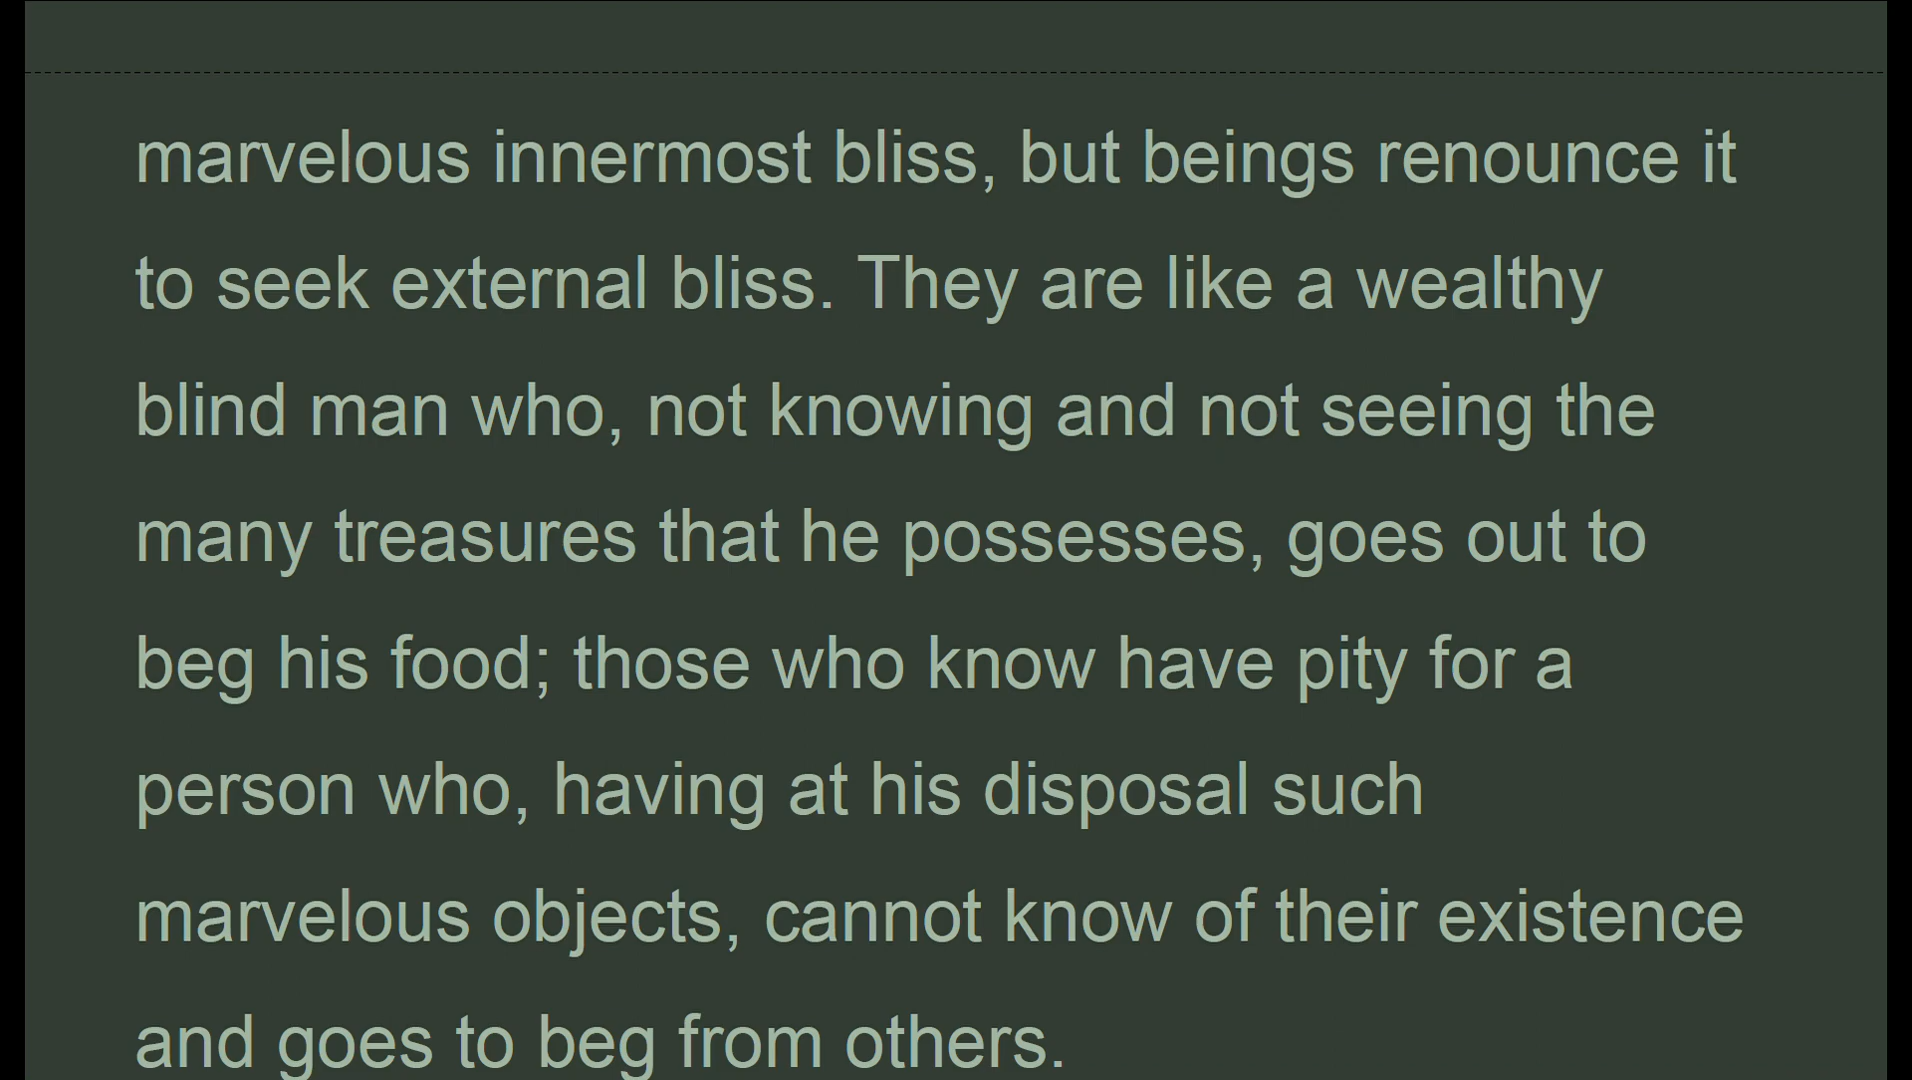 marvelous innermost bliss, but beings renounce it
to seek external bliss. They are like a wealthy
blind man who, not knowing and not seeing the
many treasures that he possesses, goes out to
beg his food; those who know have pity for a
person who, having at his disposal such
marvelous objects, cannot know of their existence
and goes to beg from others.